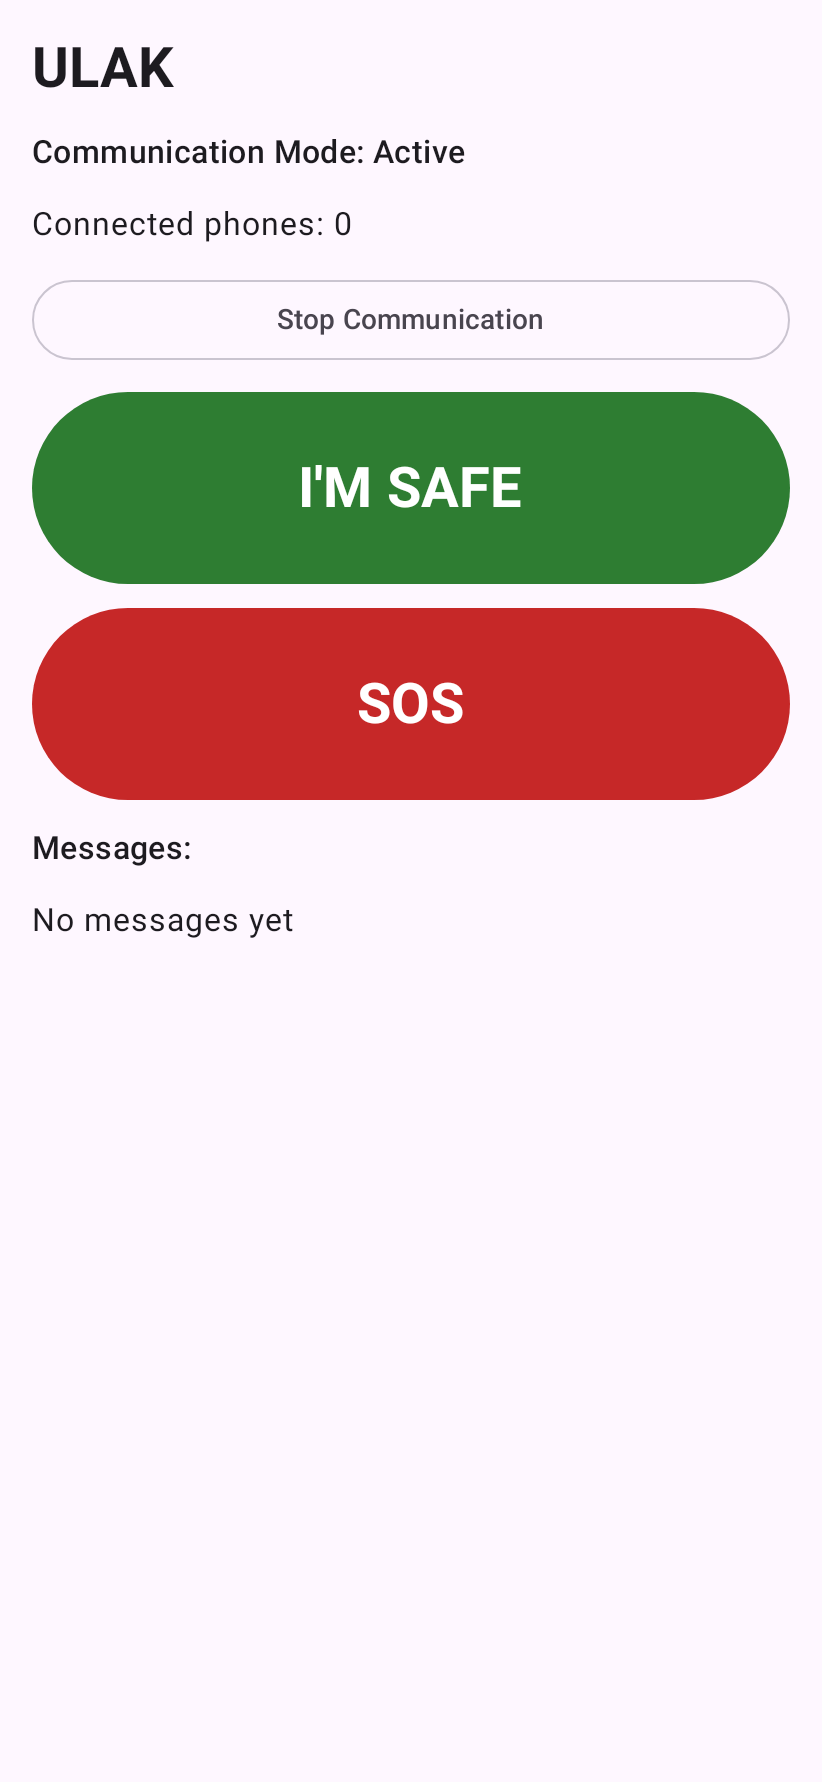 ULAK
Communication Mode: Active
Connected phones: 0
Stop Communication
I'M SAFE
SOS
Messages:
No messages yet